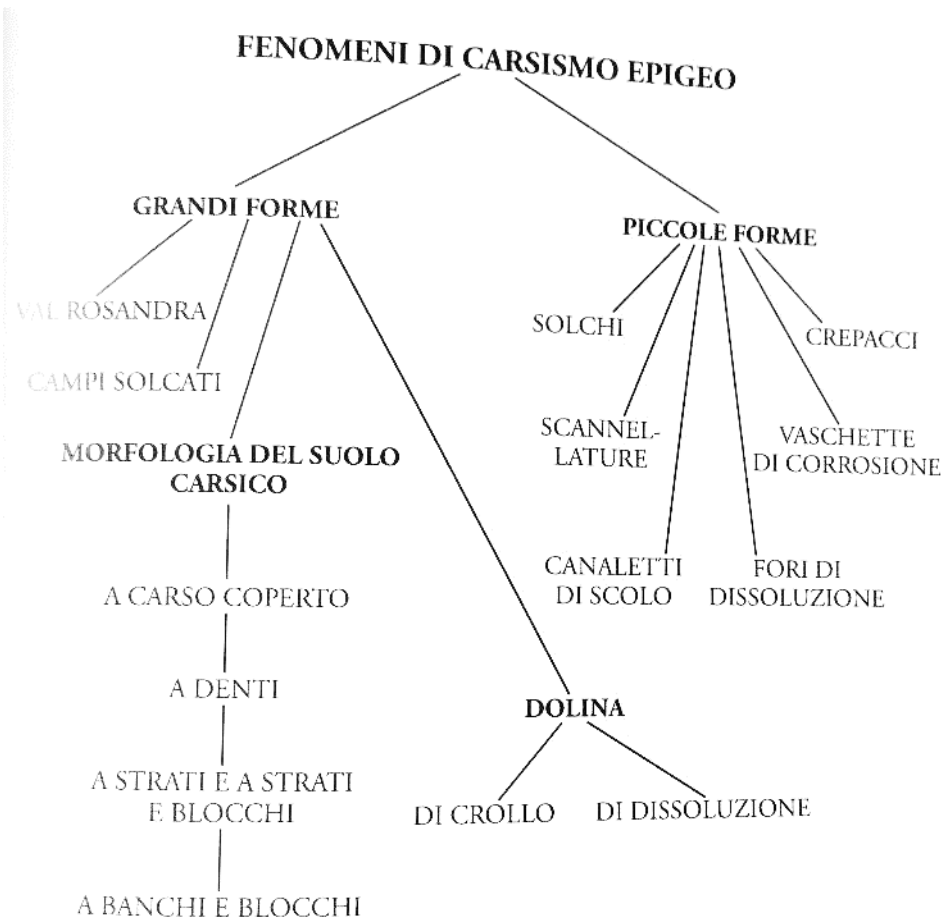 FENOMENI DI CARSISMO EPIGEO
GRANDI FORME
PICCOLE FORME
VAL ROSANDRA
SOLCHI
CREPACCI
CAMPI SOLCATI
SCANNEL-
LATURE
VASCHETTE
DI CORROSIONE
MORFOLOGIA DEL SUOLO
CARSICO
CANALETTI
DI SCOLO
FORI DI
DISSOLUZIONE
A CARSO COPERTO
A DENTI
DOLINA
A STRATI E A STRATI
E BLOCCHI
DI CROLLO
DI DISSOLUZIONE
A BANCHI E BLOCCHI